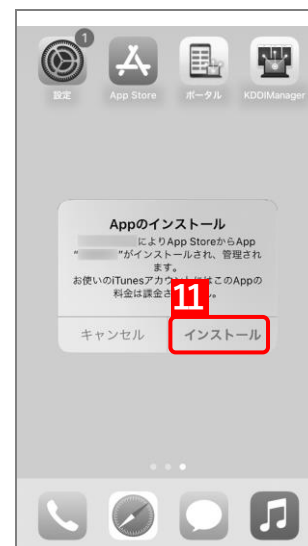 1
設定
App Store
ポータル
KDDIManager
Appのインストール
によりApp StoreからApp
“ ”がインストールされ、管理され
ます。
お使いのiTunesアカウントにはこのAppの
料金は課金さ
ん。
11
キャンセル
インストール